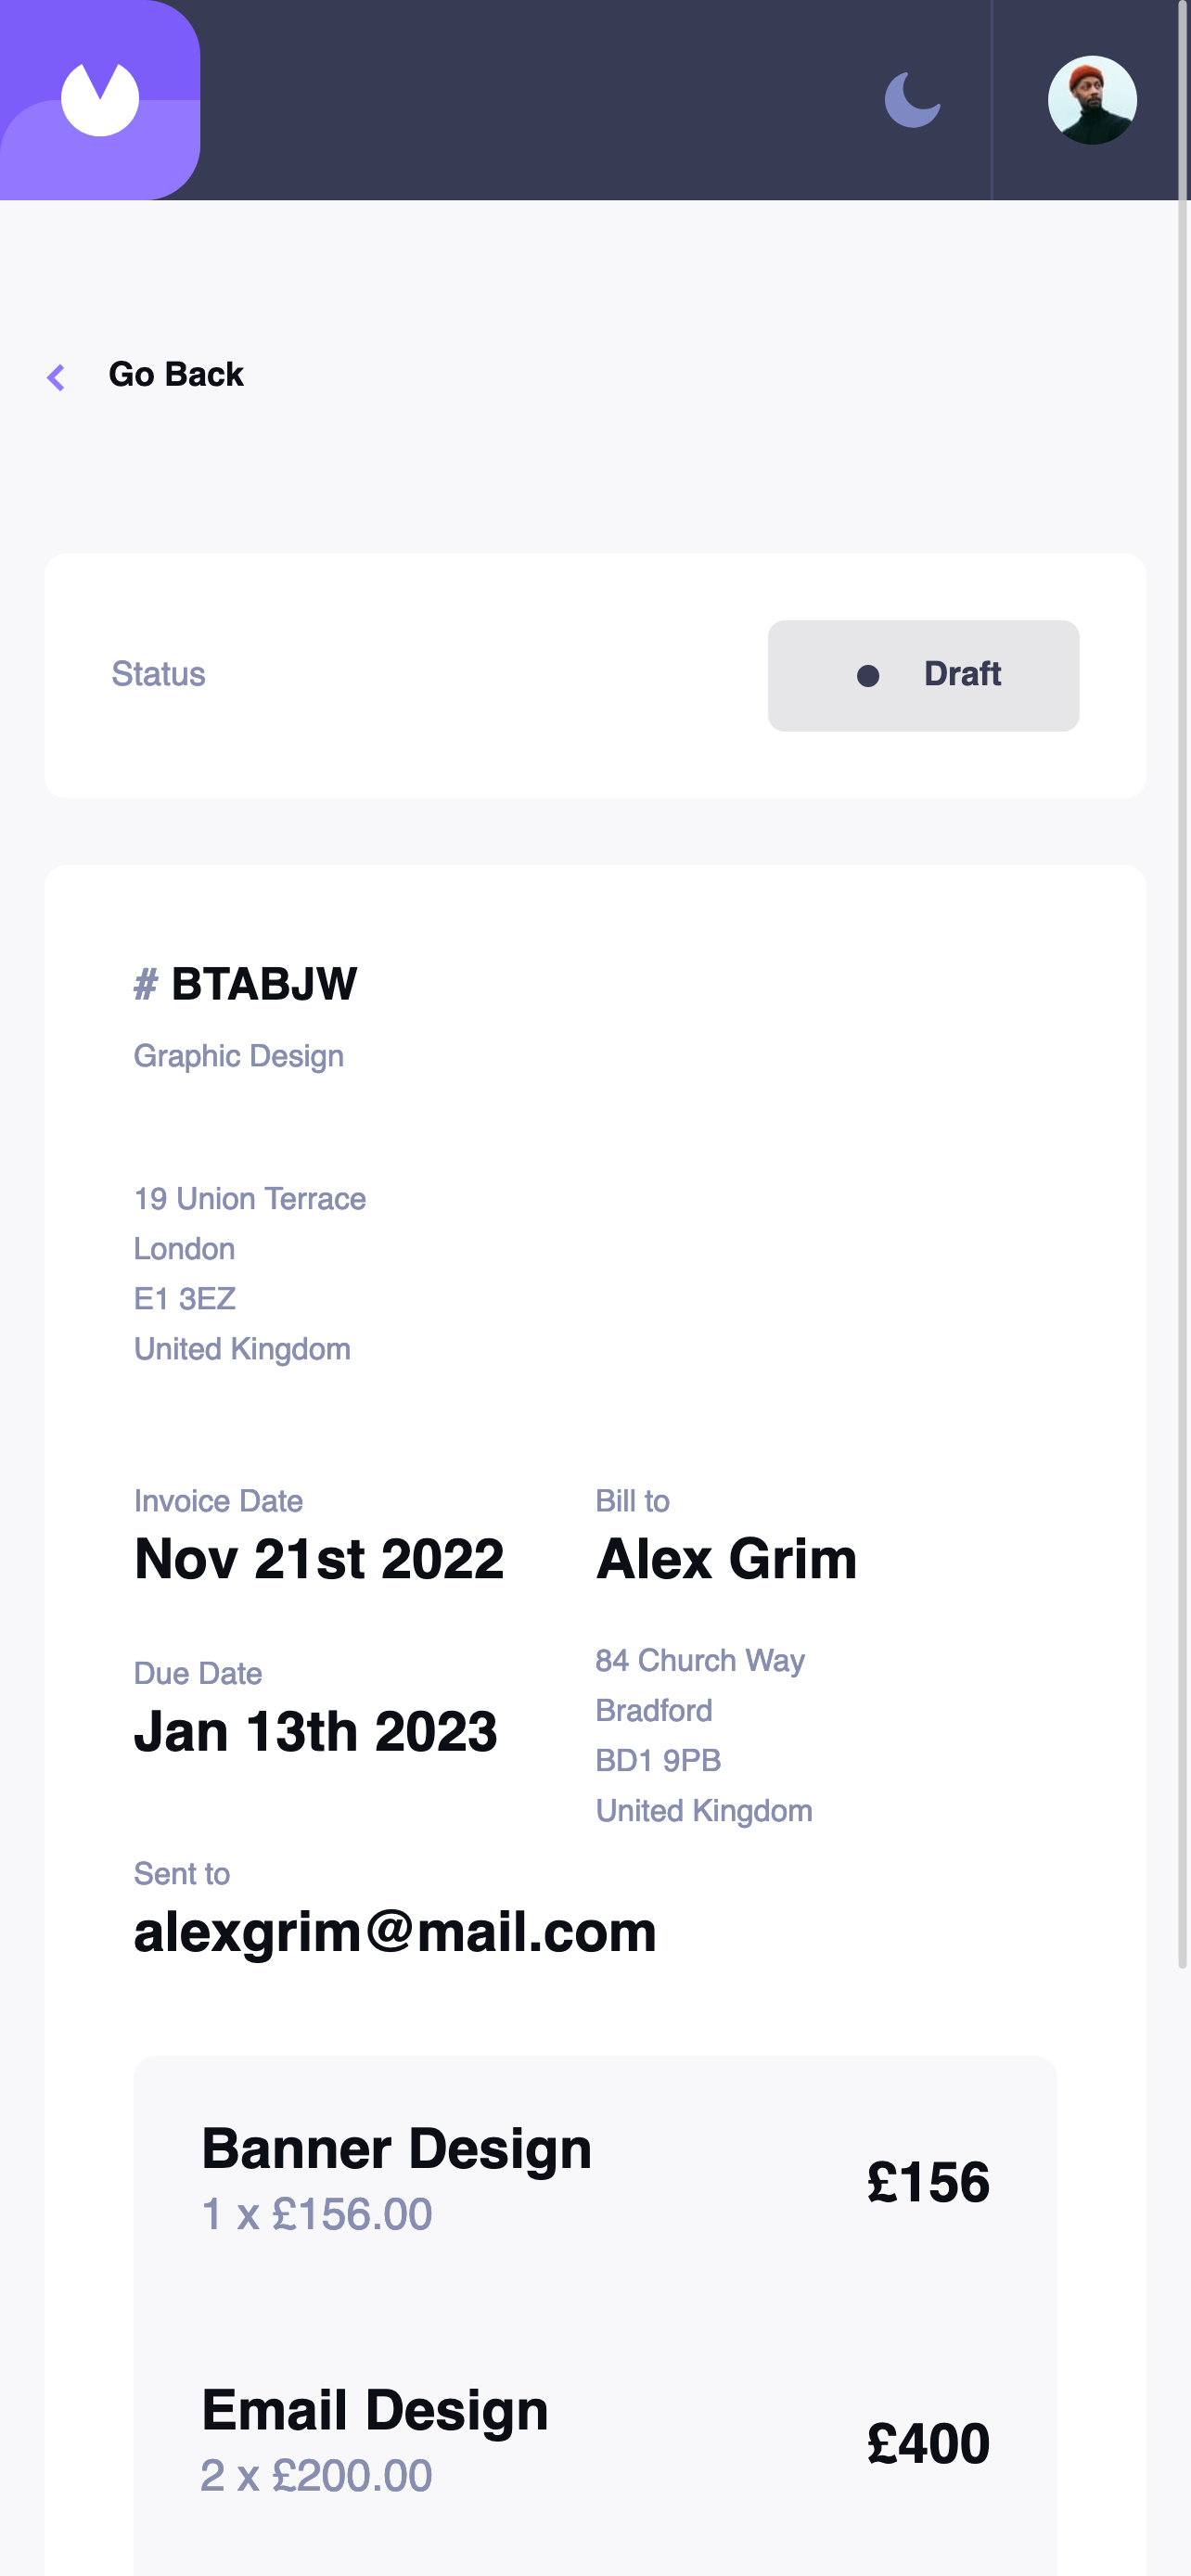 Go Back
Status
Draft
# BTABJW
Graphic Design
19 Union Terrace
London
E1 3EZ
United Kingdom
Invoice Date
Nov 21st 2022
Due Date
Jan 13th 2023
Bill to
Alex Grim
84 Church Way
Bradford
BD1 9PB
United Kingdom
Sent to
alexgrim@mail.com
Banner Design
1 x £156.00
£156
Email Design
2 x £200.00
£400